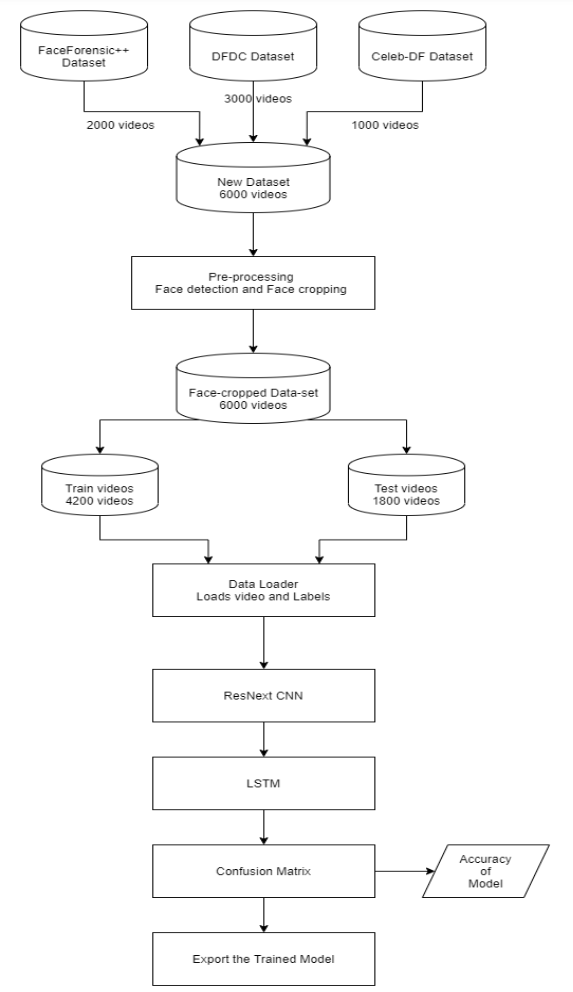 FaceForensic++
Dataset
DFDC Dataset
Celeb-DF Dataset
3000 videos
2000 videos
1000 videos
New Dataset
6000 videos
Pre-processing
Face detection and Face cropping
Face-cropped Data-set
6000 videos
Train videos
4200 videos
Test videos
1800 videos
Data Loader
Loads video and Labels
ResNext CNN
LSTM
Confusion Matrix
Accuracy
of
Model
Export the Trained Model